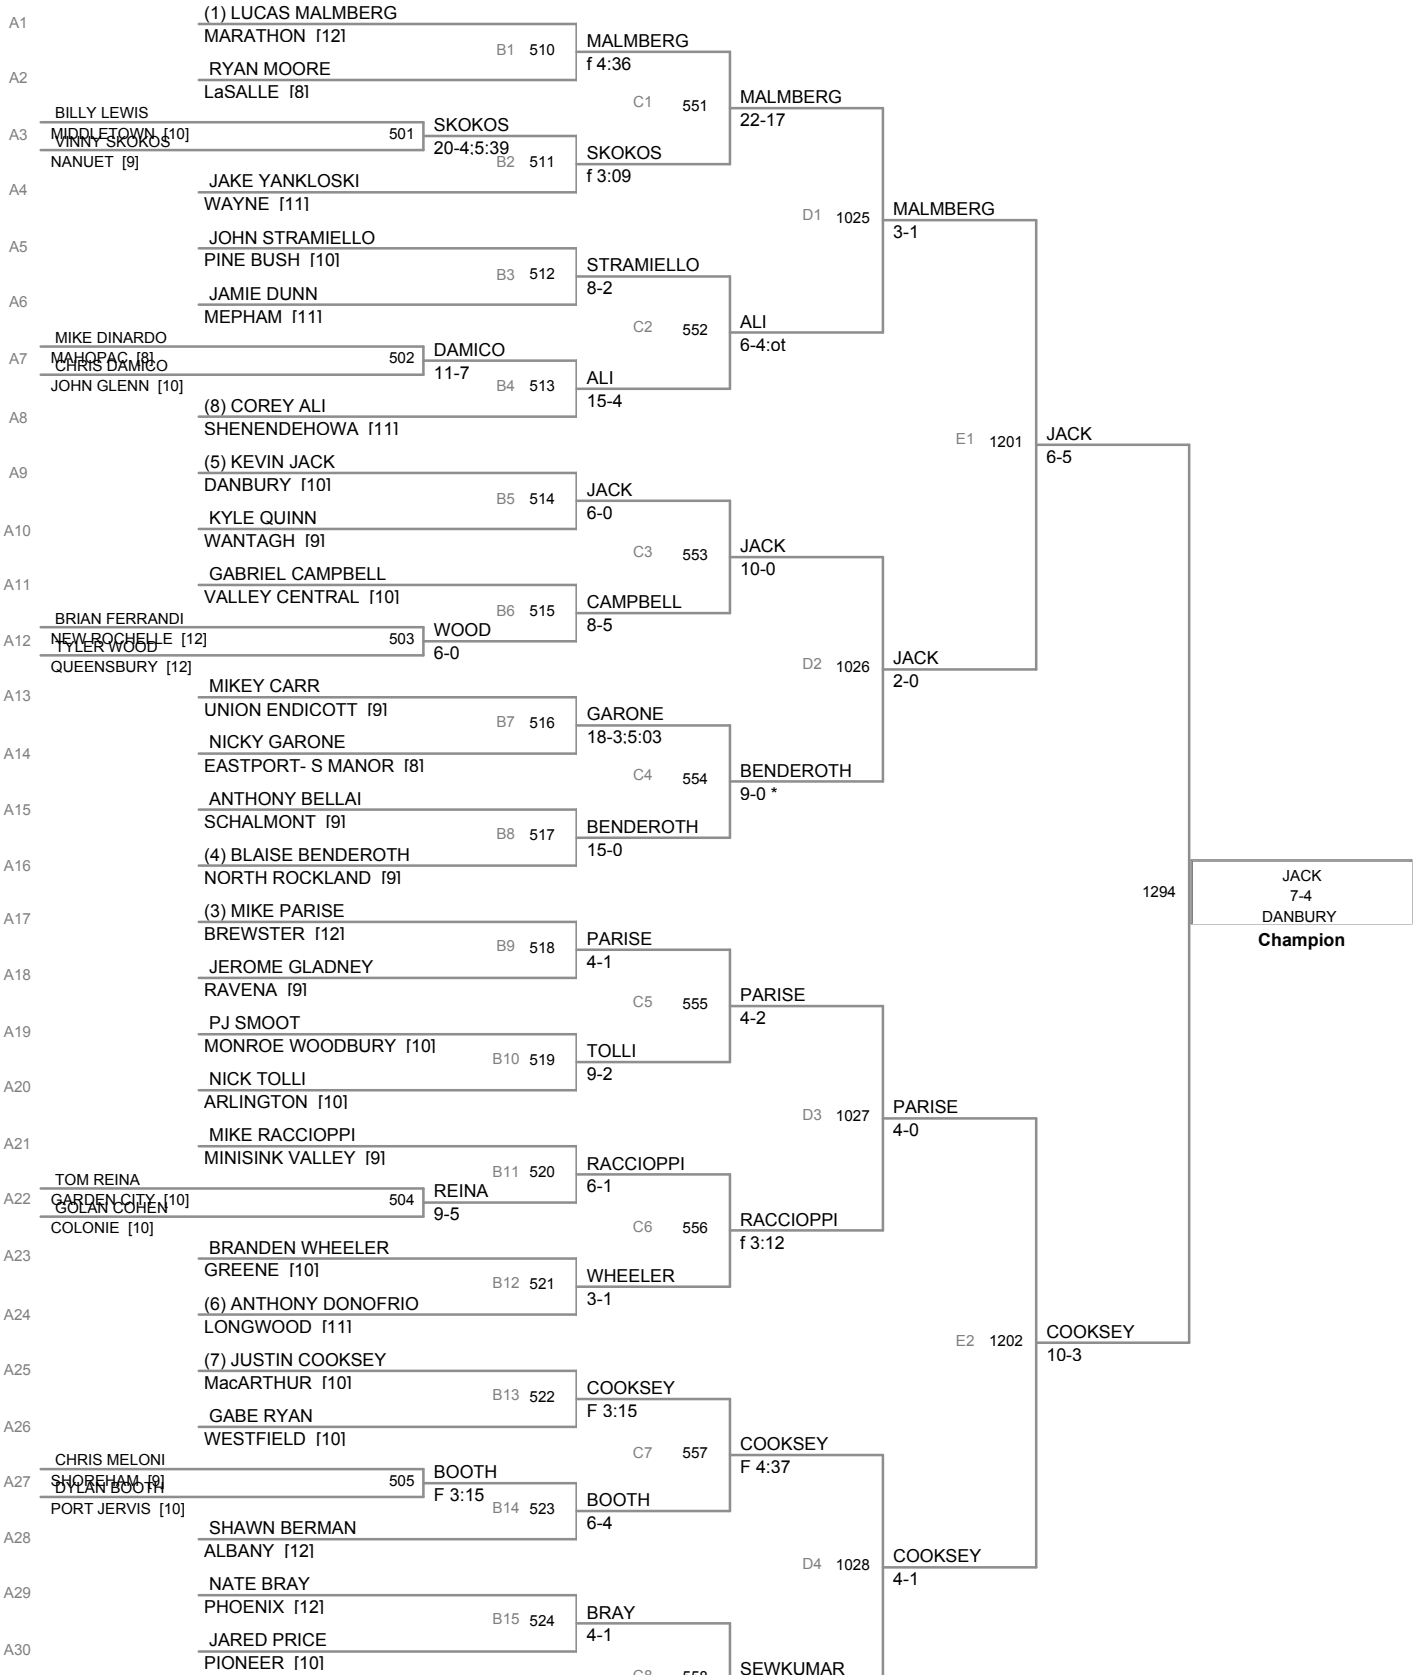 A1
(1) LUCAS MALMBERG
MARATHON [12]
B1 510
MALMBERG
f 4:36
A2
RYAN MOORE
LaSALLE [8]
C1 551
MALMBERG
22-17
A3
BILLY LEWIS
MIDDLETOWN [10]
VINNY SKOKOS
NANUET [9]
501
SKOKOS
20-4;5:39
B2 511
SKOKOS
f 3:09
A4
JAKE YANKLOSKI
WAYNE [11]
D1 1025
MALMBERG
3-1
A5
JOHN STRAMIELLO
PINE BUSH [10]
B3 512
STRAMIELLO
8-2
A6
JAMIE DUNN
MEPHAM [11]
C2 552
ALI
6-4:ot
A7
MIKE DINARDO
MAHOPAC [8]
CHRIS DAMICO
JOHN GLENN [10]
502
DAMICO
11-7
B4 513
ALI
15-4
A8
(8) COREY ALI
SHENENDEHOWA [11]
E1 1201
JACK
6-5
A9
(5) KEVIN JACK
DANBURY [10]
B5 514
JACK
6-0
A10
KYLE QUINN
WANTAGH [9]
C3 553
JACK
10-0
A11
GABRIEL CAMPBELL
VALLEY CENTRAL [10]
B6 515
CAMPBELL
8-5
A12
BRIAN FERRANDI
NEW ROCHELLE [12]
TYLER WOOD
QUEENSBURY [12]
503
WOOD
6-0
D2 1026
JACK
2-0
A13
MIKEY CARR
UNION ENDICOTT [9]
B7 516
GARONE
18-3;5:03
A14
NICKY GARONE
EASTPORT- S MANOR [8]
C4 554
BENDEROTH
9-0 *
A15
ANTHONY BELLAI
SCHALMONT [9]
B8 517
BENDEROTH
15-0
A16
(4) BLAISE BENDEROTH
NORTH ROCKLAND [9]
1294
JACK
7-4
DANBURY
Champion
A17
(3) MIKE PARISE
BREWSTER [12]
B9 518
PARISE
4-1
A18
JEROME GLADNEY
RAVENA [9]
C5 555
PARISE
4-2
A19
PJ SMOOT
MONROE WOODBURY [10]
B10 519
TOLLI
9-2
A20
NICK TOLLI
ARLINGTON [10]
D3 1027
PARISE
4-0
A21
MIKE RACCIOPPI
MINISINK VALLEY [9]
B11 520
RACCIOPPI
6-1
A22
TOM REINA
GARDEN CITY [10]
GOLAN COHEN
COLONIE [10]
504
REINA
9-5
C6 556
RACCIOPPI
f 3:12
A23
BRANDEN WHEELER
GREENE [10]
B12 521
WHEELER
3-1
A24
(6) ANTHONY DONOFRIO
LONGWOOD [11]
E2 1202
COOKSEY
10-3
A25
(7) JUSTIN COOKSEY
MacARTHUR [10]
B13 522
COOKSEY
F 3:15
A26
GABE RYAN
WESTFIELD [10]
C7 557
COOKSEY
F 4:37
A27
CHRIS MELONI
SHOREHAM [9]
DYLAN BOOTH
PORT JERVIS [10]
505
BOOTH
F 3:15
B14 523
BOOTH
6-4
A28
SHAWN BERMAN
ALBANY [12]
D4 1028
COOKSEY
4-1
A29
NATE BRAY
PHOENIX [12]
B15 524
BRAY
4-1
A30
JARED PRICE
PIONEER [10]
C8 558
SEWKUMAR